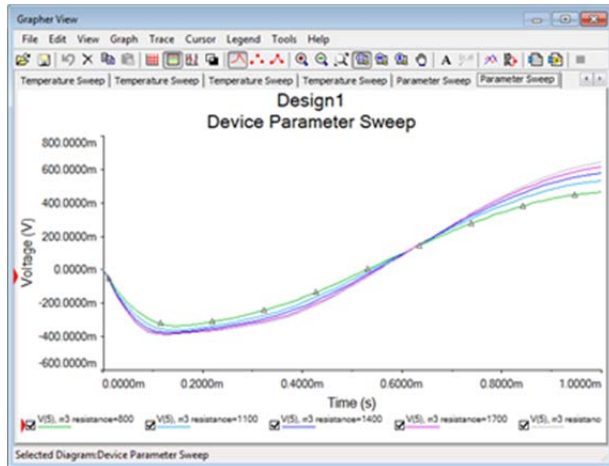 Grapher View
File Edit View Graph Trace Cursor Legend Tools Help
A
Temperature Sweep Temperature Sweep Temperature Sweep Temperature Sweep Parameter Sweep Parameter Sweep
Design1
Device Parameter Sweep
800.0000m
600.0000m
400.0000m
200.0000m
0.0000m
-200.0000m
-400.0000m
-600.0000m
Voltage (V)
0.0000m 0.2000m 0.4000m 0.6000m 0.8000m 1.0000m
Time (s)
V(5), rr3 resistance=800 V(5), rr3 resistance=1100 V(5), rr3 resistance=1400 V(5), rr3 resistance=1700 V(5), rr3 resistano
Selected Diagram:Device Parameter Sweep